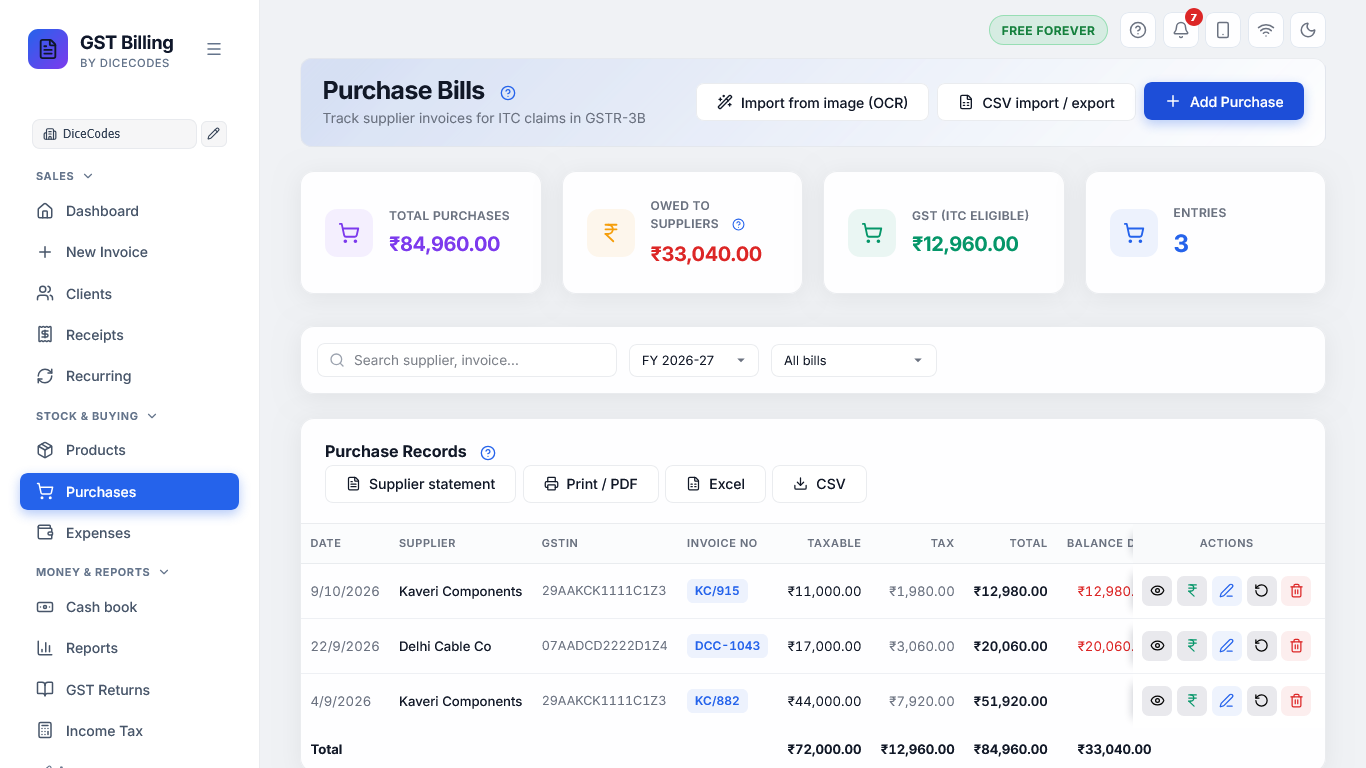 GST Billing
BY DICECODES
FREE FOREVER
7
DiceCodes
SALES
Dashboard
New Invoice
Clients
Receipts
Recurring
STOCK & BUYING
Products
Purchases
Expenses
MONEY & REPORTS
Cash book
Reports
GST Returns
Income Tax
Purchase Bills
Track supplier invoices for ITC claims in GSTR-3B
Import from image (OCR)
CSV import / export
Add Purchase
TOTAL PURCHASES
₹84,960.00
OWED TO
SUPPLIERS
₹33,040.00
GST (ITC ELIGIBLE)
₹12,960.00
ENTRIES
3
Search supplier, invoice...
FY 2026-27
All bills
Purchase Records
Supplier statement
Print / PDF
Excel
CSV
DATE SUPPLIER GSTIN INVOICE NO TAXABLE TAX TOTAL BALANCE D ACTIONS
9/10/2026 Kaveri Components 29AAKCK1111C1Z3 KC/915 ₹11,000.00 ₹1,980.00 ₹12,980.00 ₹12,980.
22/9/2026 Delhi Cable Co 07AADCD2222D1Z4 DCC-1043 ₹17,000.00 ₹3,060.00 ₹20,060.00 ₹20,060.
4/9/2026 Kaveri Components 29AAKCK1111C1Z3 KC/882 ₹44,000.00 ₹7,920.00 ₹51,920.00
Total ₹72,000.00 ₹12,960.00 ₹84,960.00 ₹33,040.00